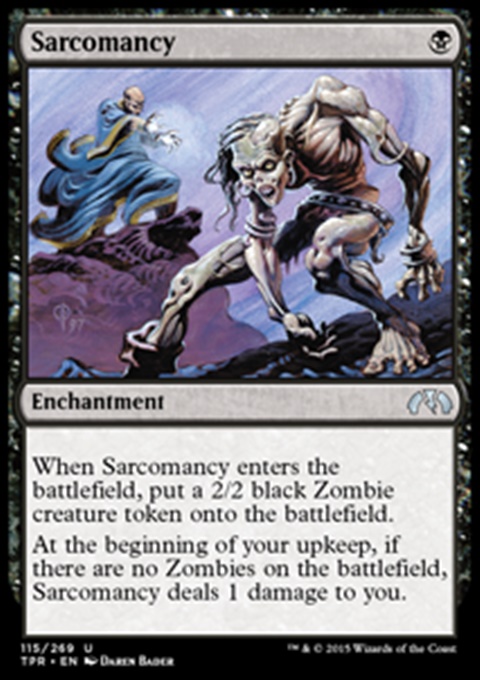 Sarcomancy
97
Enchantment
When Sarcomancy enters the
battlefield, put a 2/2 black Zombie
creature token onto the battlefield.
At the beginning of your upkeep, if
there are no Zombies on the battlefield,
Sarcomancy deals 1 damage to you.
115/269 U
TPR • EN Daren Bader
™ & © 2015 Wizards of the Coast